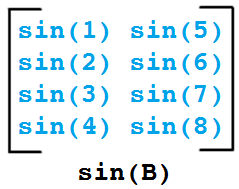 sin(1) sin(5)
sin(2) sin(6)
sin(3) sin(7)
sin(4) sin(8)
sin(B)